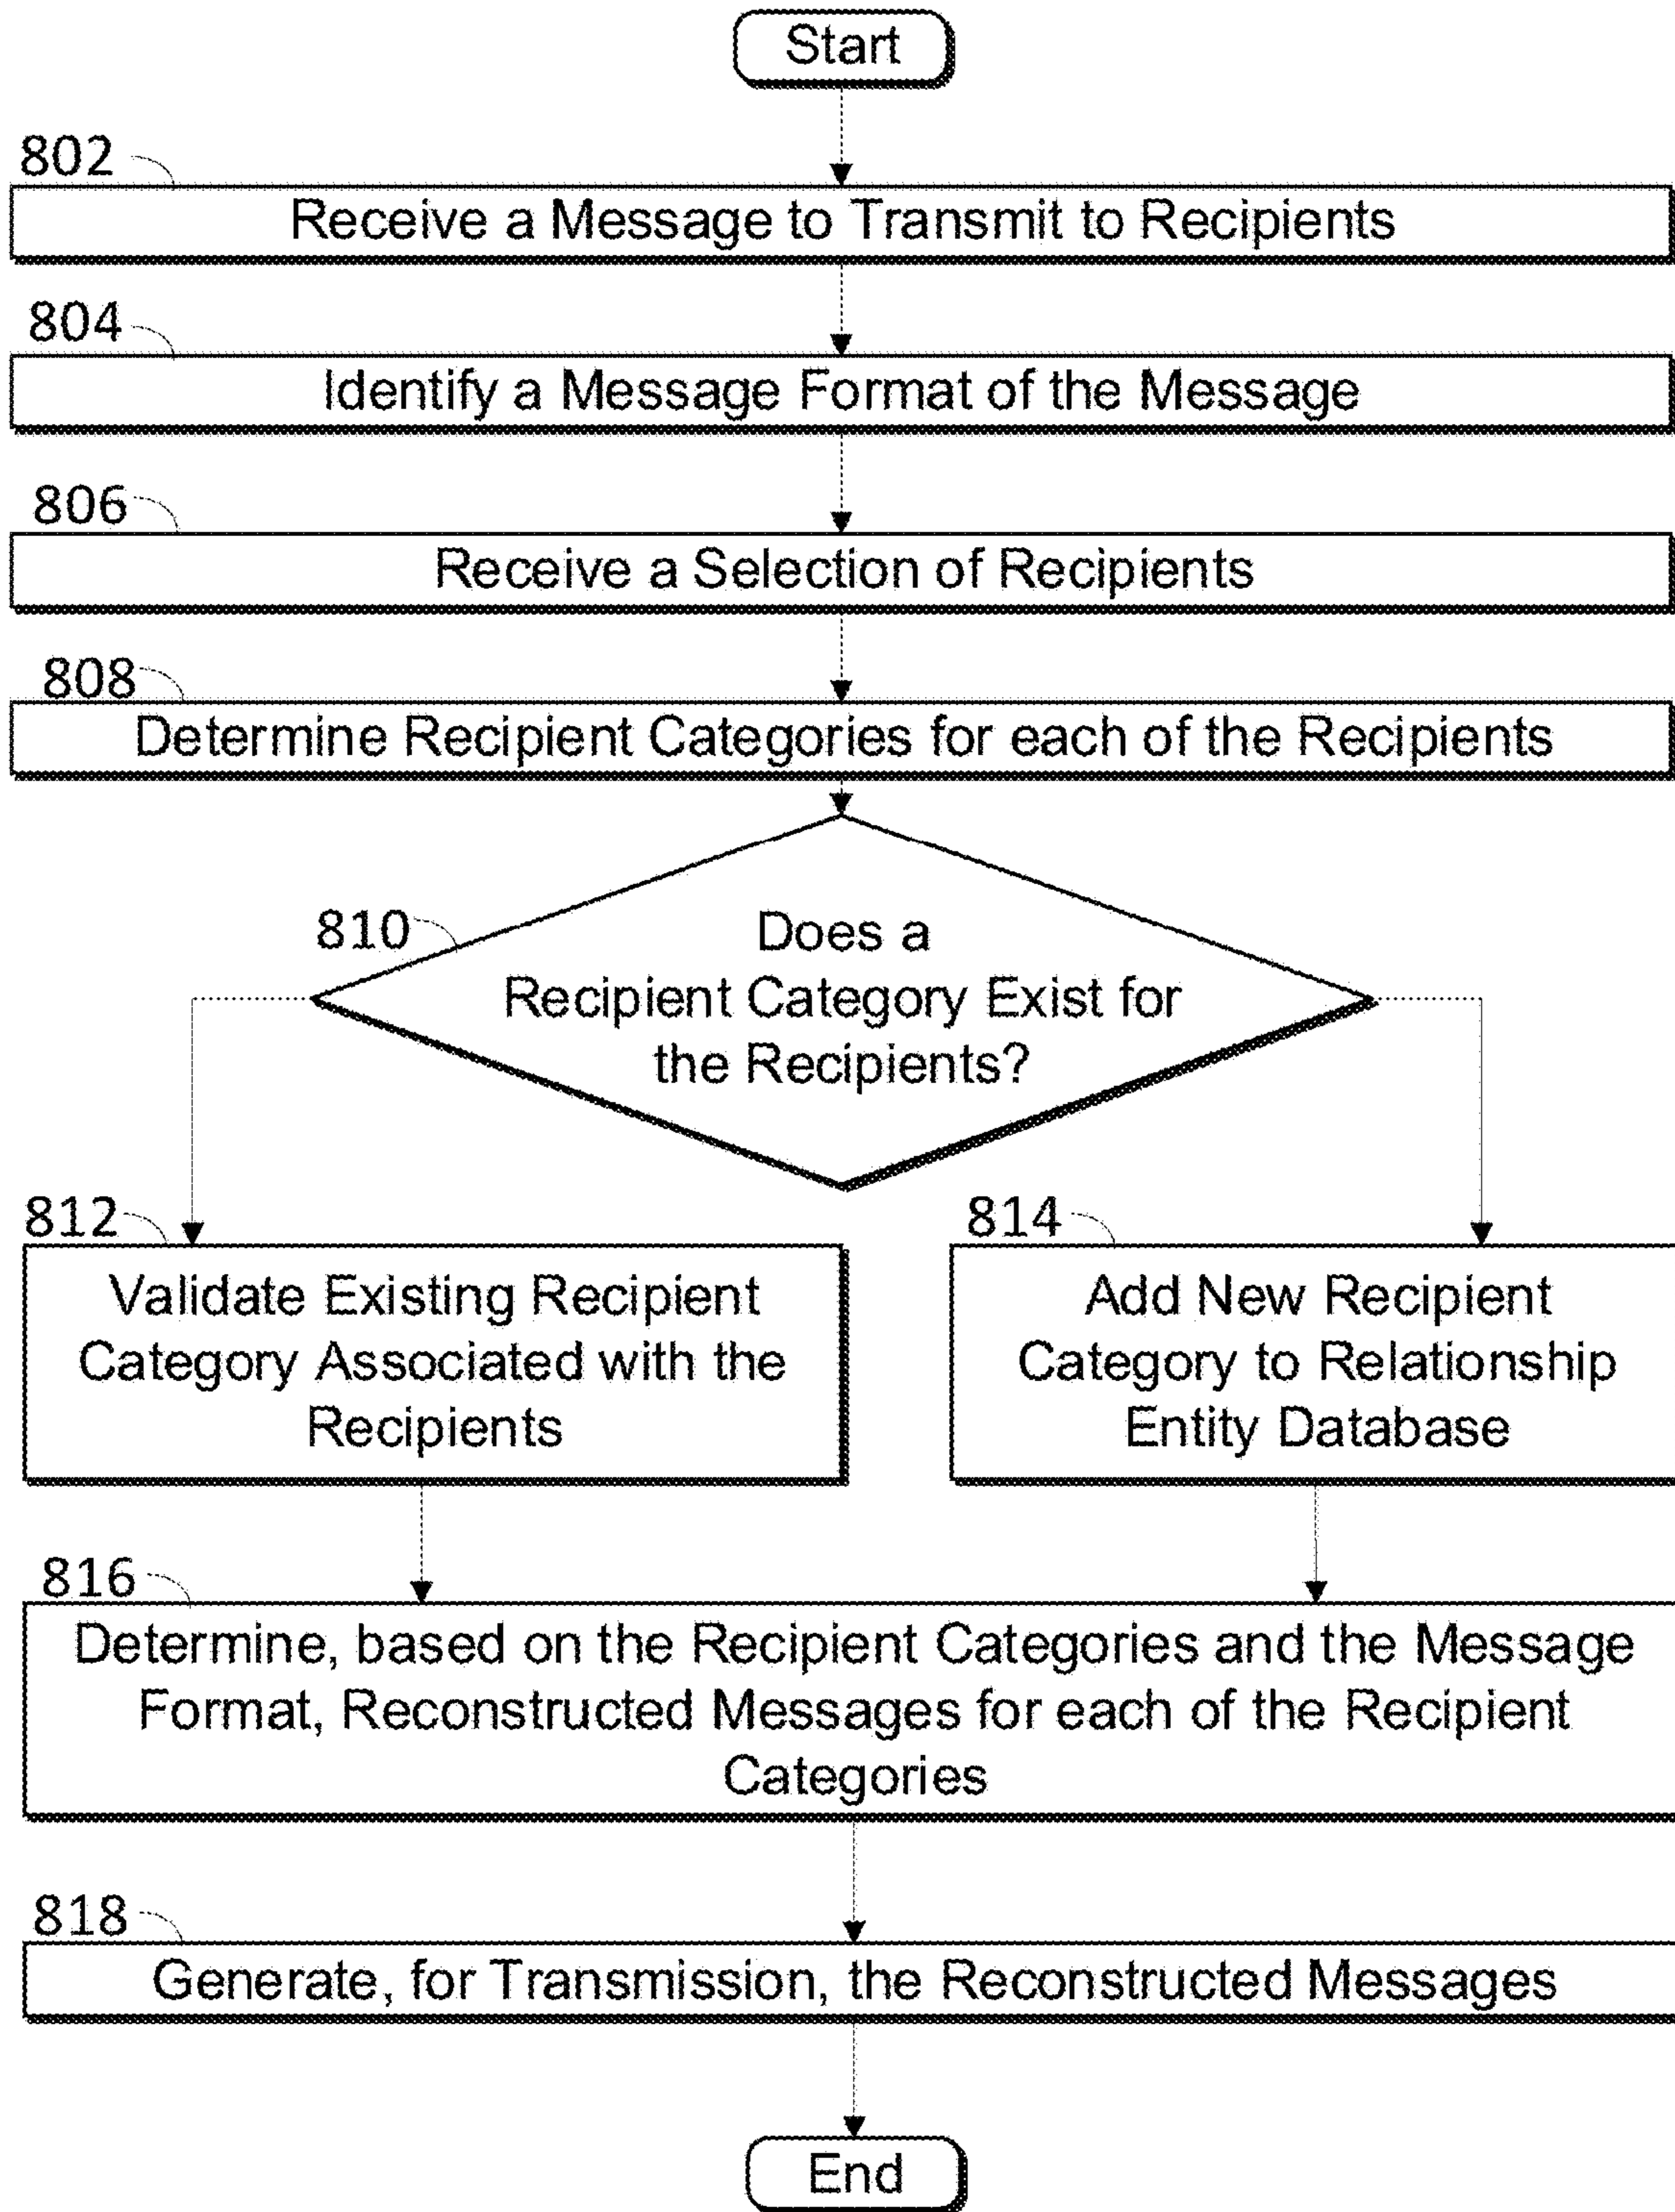 Start
802
Receive a Message to Transmit to Recipients
804
Identify a Message Format of the Message
806
Receive a Selection of Recipients
808
Determine Recipient Categories for each of the Recipients
810
Does a
Recipient Category Exist for
the Recipients?
812
Validate Existing Recipient
Category Associated with the
Recipients
814
Add New Recipient
Category to Relationship
Entity Database
816
Determine, based on the Recipient Categories and the Message
Format, Reconstructed Messages for each of the Recipient
Categories
818
Generate, for Transmission, the Reconstructed Messages
End